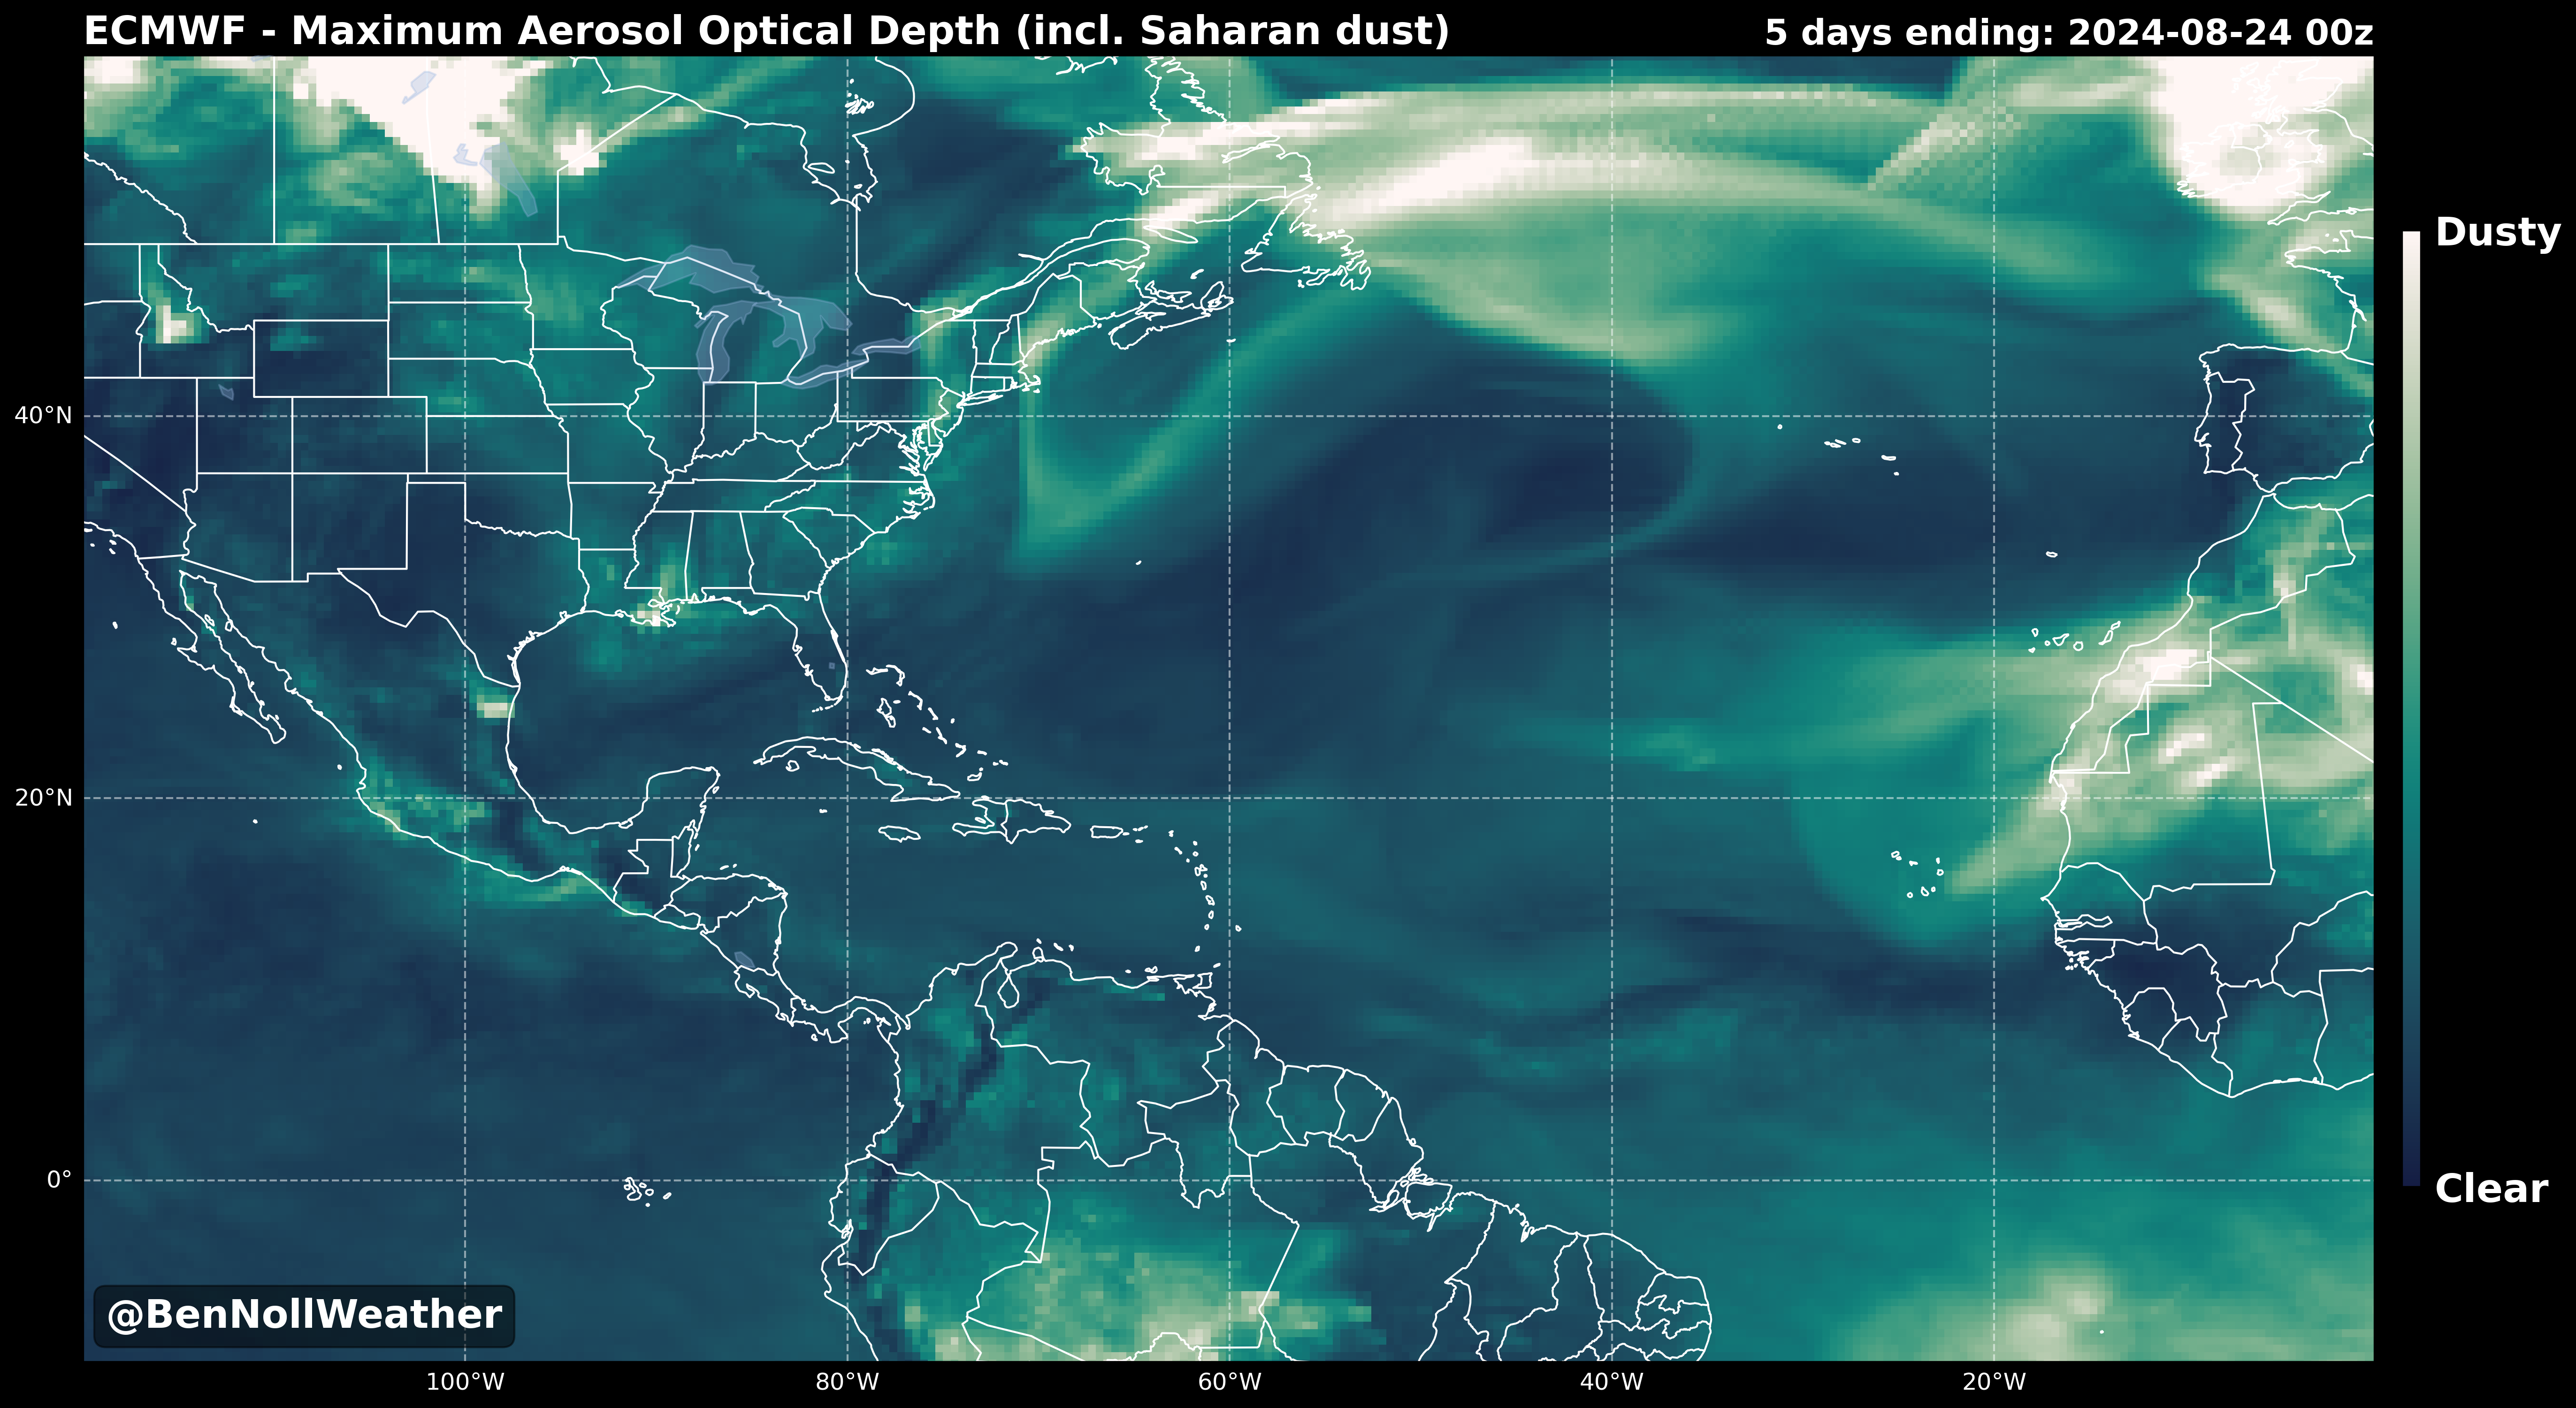 ECMWF - Maximum Aerosol Optical Depth (incl. Saharan dust)
5 days ending: 2024-08-24 00z
Dusty
40°N
20°N
0°
Clear
@BenNollWeather
100°W
80°W
60°W
40°W
20°W